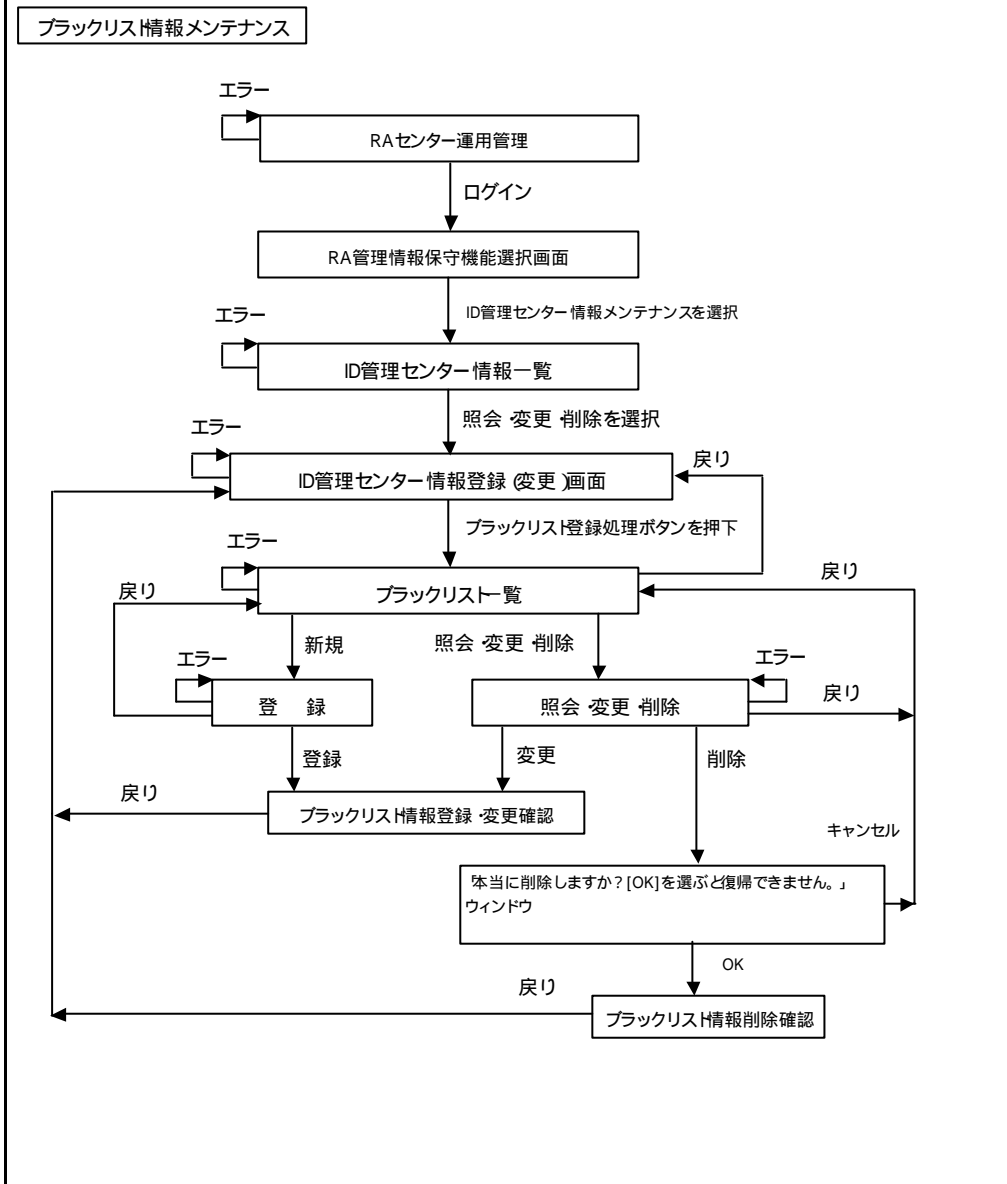 ブラックリスト情報メンテナンス
エラー
RAセンター運用管理
ログイン
RA管理情報保守機能選択画面
ID管理センター情報メンテナンスを選択
エラー
ID管理センター情報一覧
照会・変更・削除を選択
エラー
ID管理センター情報登録(変更)画面
戻り
ブラックリスト登録処理ボタンを押下
エラー
ブラックリスト一覧
戻り
戻り
新規
照会・変更・削除
エラー
エラー
登 録
照会・変更・削除
戻り
登録
変更
削除
戻り
ブラックリスト情報登録・変更確認
キャンセル
「本当に削除しますか?[OK]を選ぶと復帰できません。」
ウィンドウ
OK
戻り
ブラックリスト情報削除確認